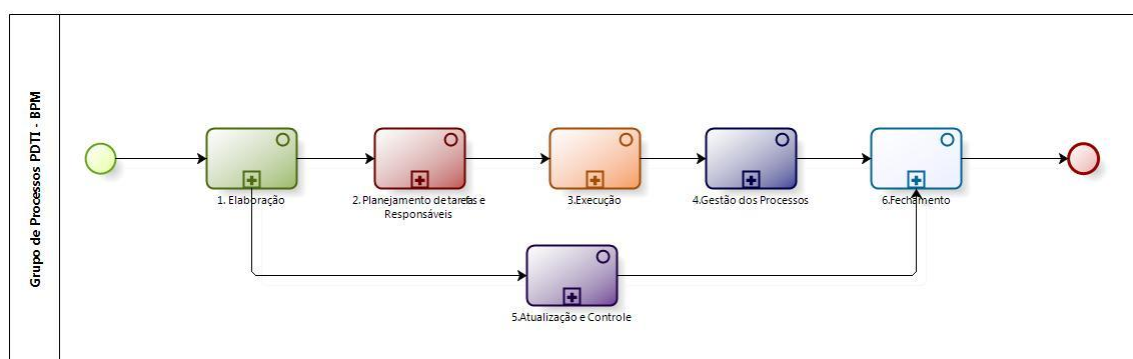 Grupo de Processos PDTI - BPM
1. Elaboração
2. Planejamento de tarefas e
Responsáveis
3.Execução
4.Gestão dos Processos
6.Fechamento
5.Atualização e Controle